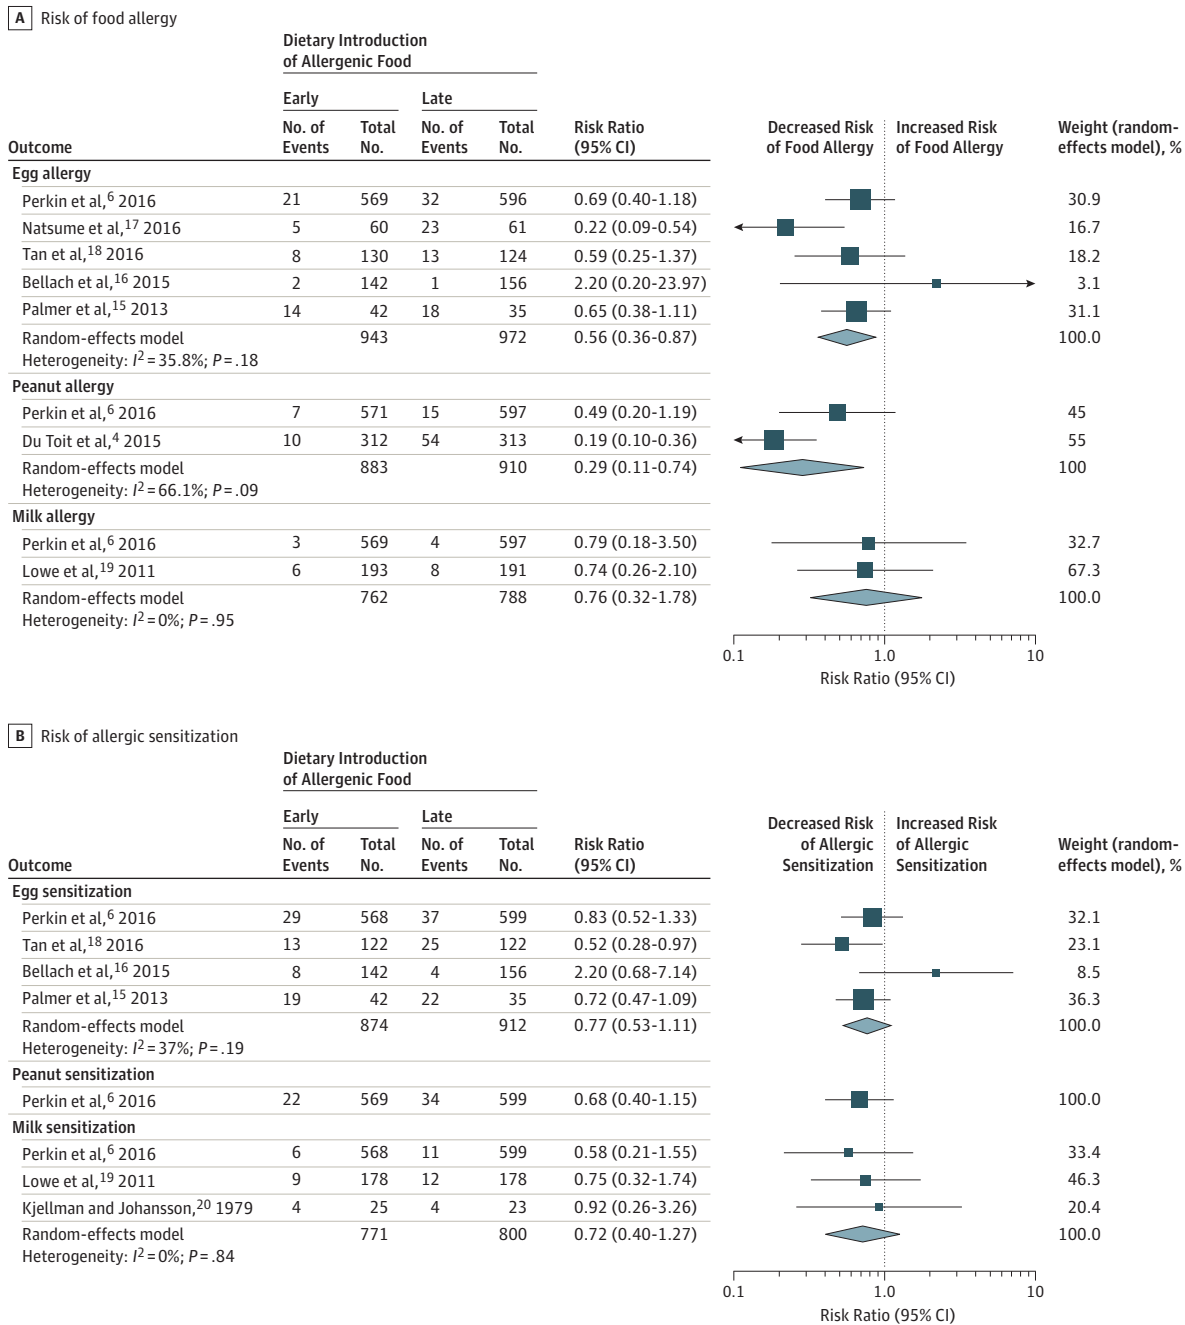 A Risk of food allergy
Dietary Introduction
of Allergenic Food
Early Late
Outcome No. of Events Total No. No. of Events Total No. Risk Ratio (95% CI) Decreased Risk of Food Allergy Increased Risk of Food Allergy Weight (random-effects model), %
Egg allergy
Perkin et al,6 2016 21 569 32 596 0.69 (0.40-1.18) 30.9
Natsume et al,17 2016 5 60 23 61 0.22 (0.09-0.54) 16.7
Tan et al,18 2016 8 130 13 124 0.59 (0.25-1.37) 18.2
Bellach et al,16 2015 2 142 1 156 2.20 (0.20-23.97) 3.1
Palmer et al,15 2013 14 42 18 35 0.65 (0.38-1.11) 31.1
Random-effects model 943 972 0.56 (0.36-0.87) 100.0
Heterogeneity: I2 = 35.8%; P = .18
Peanut allergy
Perkin et al,6 2016 7 571 15 597 0.49 (0.20-1.19) 45
Du Toit et al,4 2015 10 312 54 313 0.19 (0.10-0.36) 55
Random-effects model 883 910 0.29 (0.11-0.74) 100
Heterogeneity: I2 = 66.1%; P = .09
Milk allergy
Perkin et al,6 2016 3 569 4 597 0.79 (0.18-3.50) 32.7
Lowe et al,19 2011 6 193 8 191 0.74 (0.26-2.10) 67.3
Random-effects model 762 788 0.76 (0.32-1.78) 100.0
Heterogeneity: I2 = 0%; P = .95
0.1 1.0 10
Risk Ratio (95% CI)
B Risk of allergic sensitization
Dietary Introduction
of Allergenic Food
Early Late
Outcome No. of Events Total No. No. of Events Total No. Risk Ratio (95% CI) Decreased Risk of Allergic Sensitization Increased Risk of Allergic Sensitization Weight (random-effects model), %
Egg sensitization
Perkin et al,6 2016 29 568 37 599 0.83 (0.52-1.33) 32.1
Tan et al,18 2016 13 122 25 122 0.52 (0.28-0.97) 23.1
Bellach et al,16 2015 8 142 4 156 2.20 (0.68-7.14) 8.5
Palmer et al,15 2013 19 42 22 35 0.72 (0.47-1.09) 36.3
Random-effects model 874 912 0.77 (0.53-1.11) 100.0
Heterogeneity: I2 = 37%; P = .19
Peanut sensitization
Perkin et al,6 2016 22 569 34 599 0.68 (0.40-1.15) 100.0
Milk sensitization
Perkin et al,6 2016 6 568 11 599 0.58 (0.21-1.55) 33.4
Lowe et al,19 2011 9 178 12 178 0.75 (0.32-1.74) 46.3
Kjellman and Johansson,20 1979 4 25 4 23 0.92 (0.26-3.26) 20.4
Random-effects model 771 800 0.72 (0.40-1.27) 100.0
Heterogeneity: I2 = 0%; P = .84
0.1 1.0 10
Risk Ratio (95% CI)